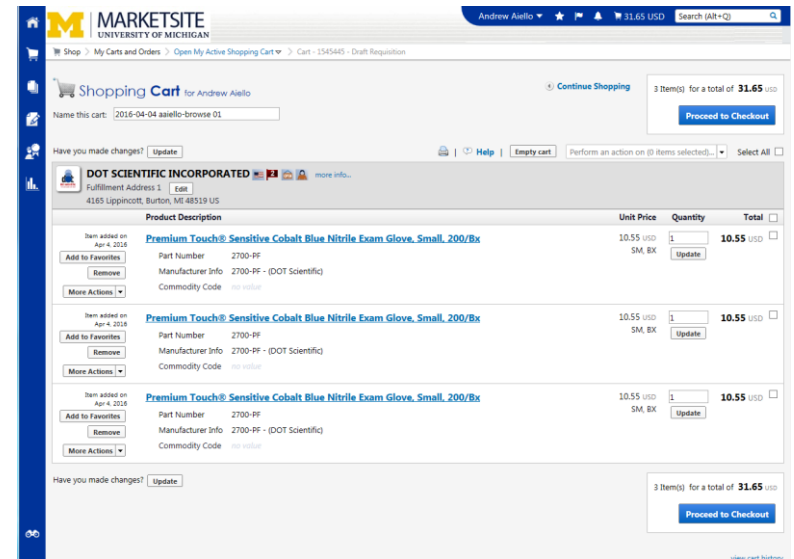 MARKETSITE
UNIVERSITY OF MICHIGAN
Andrew Aiello 31.65 USD Search (Alt+Q)
Shop > My Carts and Orders > Open My Active Shopping Cart > Cart - 1545445 - Draft Requisition
Shopping Cart for Andrew Aiello
Continue Shopping
3 Item(s) for a total of 31.65 USD
Proceed to Checkout
Name this cart: 2016-04-04 aaiello-browse 01
Have you made changes? Update
Help | Empty cart Perform an action on (0 items selected)... Select All
DOT SCIENTIFIC INCORPORATED more info...
Fulfillment Address 1 Edit
4165 Lippincott, Burton, MI 48519 US
Product Description Unit Price Quantity Total
Item added on
Apr 4, 2016
Add to Favorites
Remove
More Actions
Premium Touch® Sensitive Cobalt Blue Nitrile Exam Glove, Small, 200/Bx
Part Number 2700-PF
Manufacturer Info 2700-PF - (DOT Scientific)
Commodity Code no value
10.55 USD
SM, BX
1
Update
10.55 USD
Item added on
Apr 4, 2016
Add to Favorites
Remove
More Actions
Premium Touch® Sensitive Cobalt Blue Nitrile Exam Glove, Small, 200/Bx
Part Number 2700-PF
Manufacturer Info 2700-PF - (DOT Scientific)
Commodity Code no value
10.55 USD
SM, BX
1
Update
10.55 USD
Item added on
Apr 4, 2016
Add to Favorites
Remove
More Actions
Premium Touch® Sensitive Cobalt Blue Nitrile Exam Glove, Small, 200/Bx
Part Number 2700-PF
Manufacturer Info 2700-PF - (DOT Scientific)
Commodity Code no value
10.55 USD
SM, BX
1
Update
10.55 USD
Have you made changes? Update
3 Item(s) for a total of 31.65 USD
Proceed to Checkout
view cart history